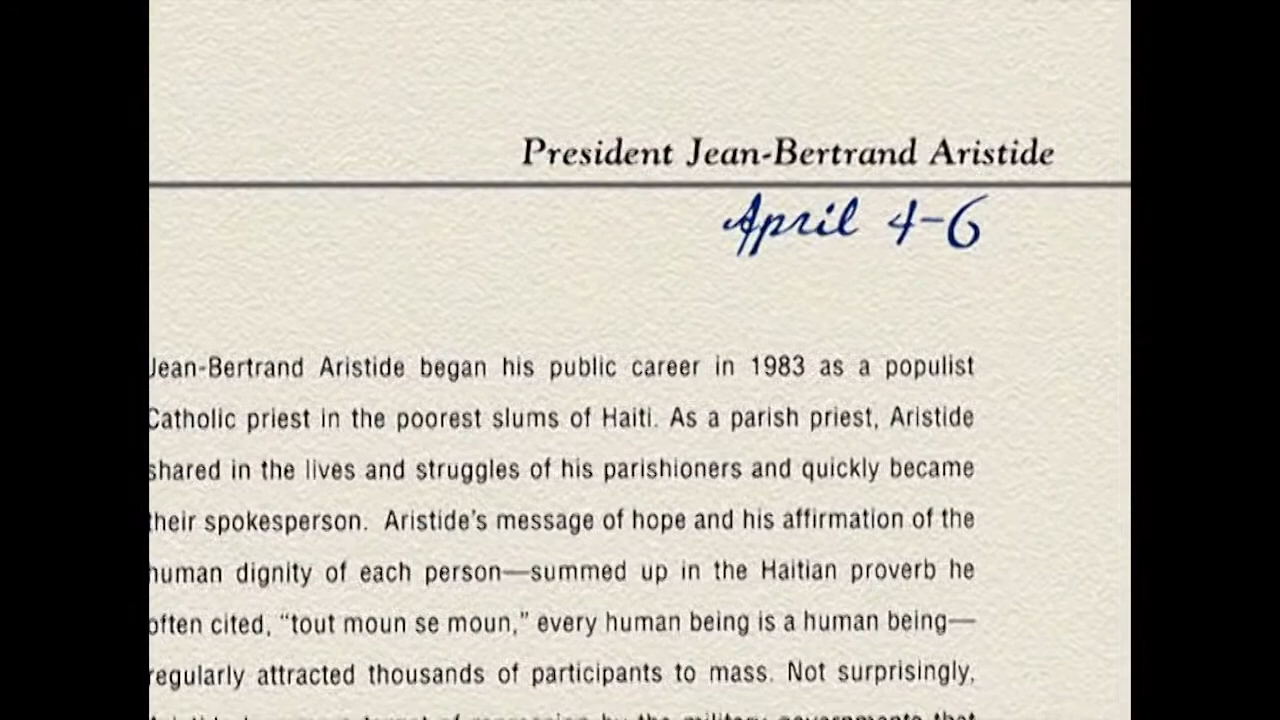 President Jean-Bertrand Aristide
April 4-6
Jean-Bertrand Aristide began his public career in 1983 as a populist
Catholic priest in the poorest slums of Haiti. As a parish priest, Aristide
shared in the lives and struggles of his parishioners and quickly became
their spokesperson. Aristide's message of hope and his affirmation of the
human dignity of each person—summed up in the Haitian proverb he
often cited, “tout moun se moun,” every human being is a human being—
regularly attracted thousands of participants to mass. Not surprisingly,